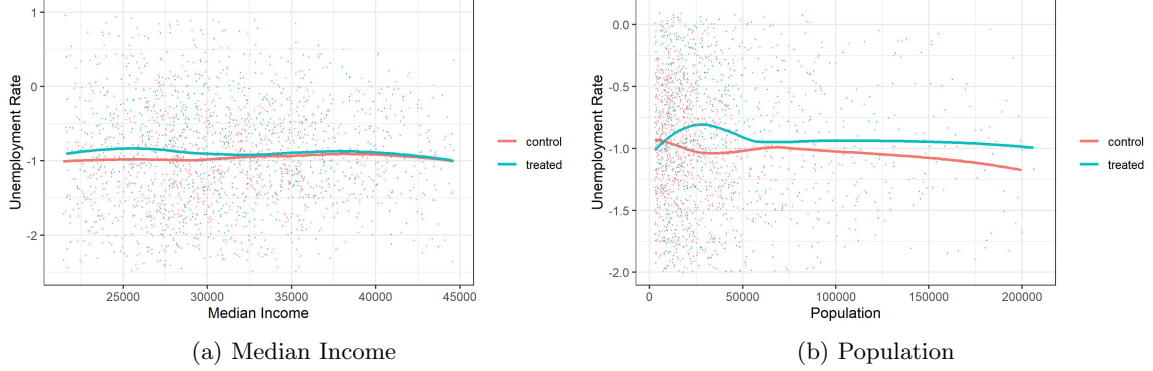 1
0
-1
-2
Unemployment Rate
25000 30000 35000 40000 45000
Median Income
control
treated
(a) Median Income
0.0
-0.5
-1.0
-1.5
-2.0
Unemployment Rate
0 50000 100000 150000 200000
Population
control
treated
(b) Population